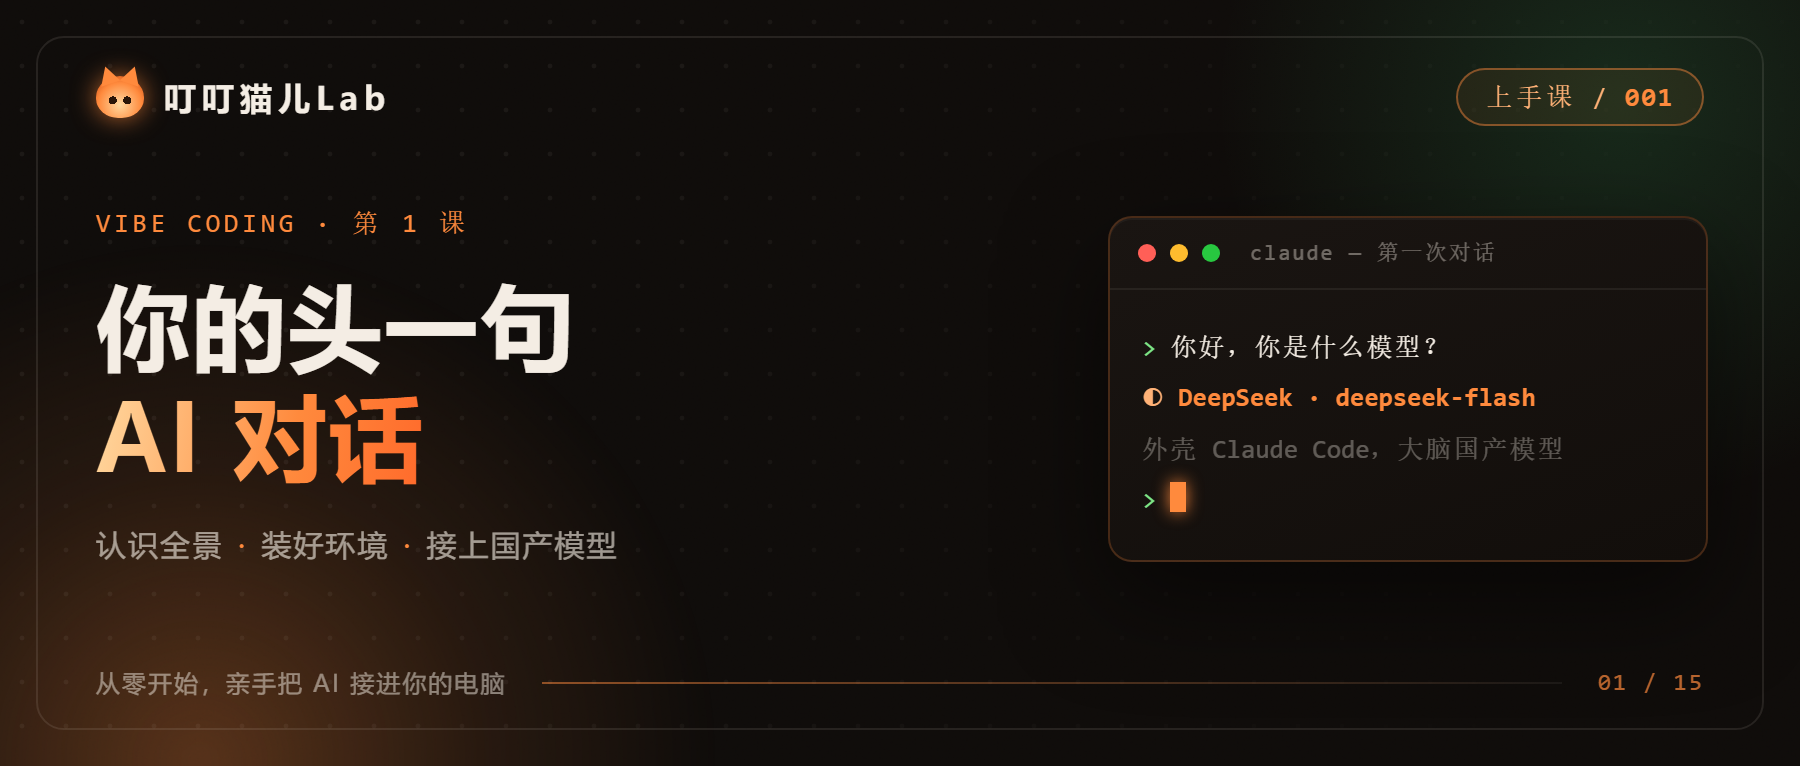 叮叮猫儿Lab
上手课 / 001
VIBE CODING · 第 1 课
你的头一句
AI 对话
认识全景 · 装好环境 · 接上国产模型
claude — 第一次对话
> 你好，你是什么模型？
◐ DeepSeek · deepseek-flash
外壳 Claude Code，大脑国产模型
>
从零开始，亲手把 AI 接进你的电脑
01 / 15